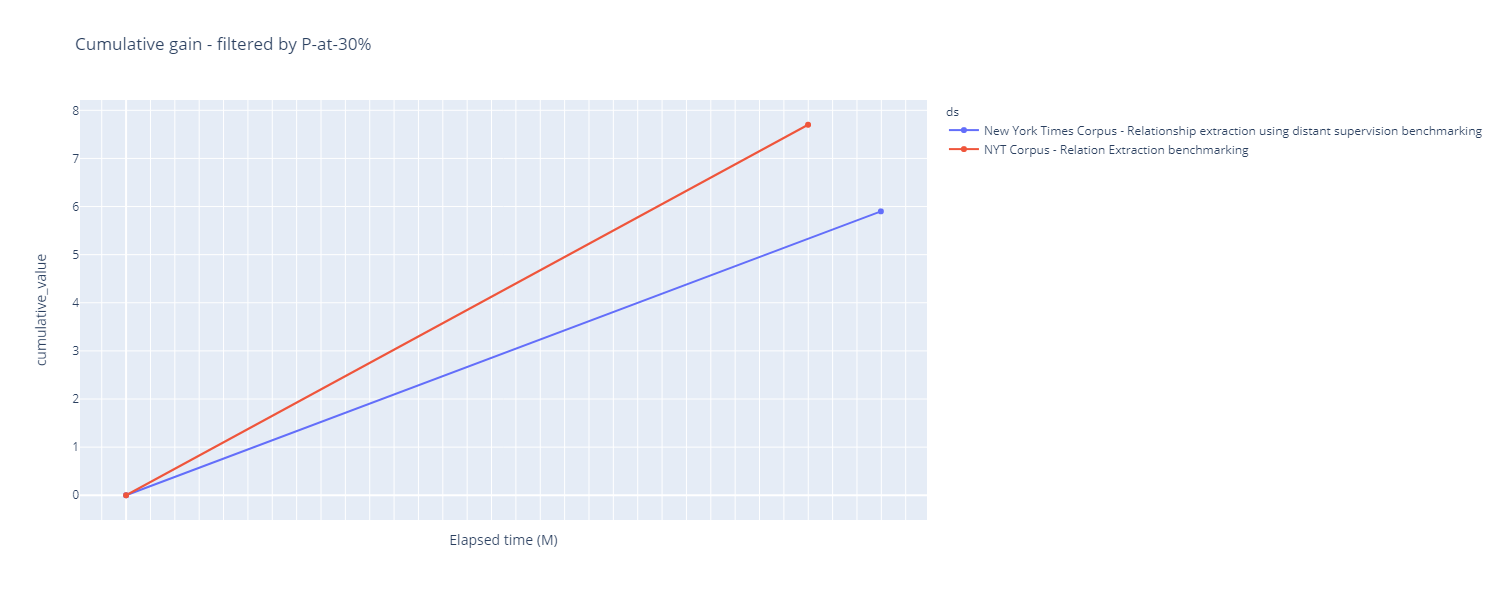 Cumulative gain - filtered by P-at-30%
ds
New York Times Corpus - Relationship extraction using distant supervision benchmarking
NYT Corpus - Relation Extraction benchmarking
8
7
6
5
4
3
2
1
0
cumulative_value
Elapsed time (M)